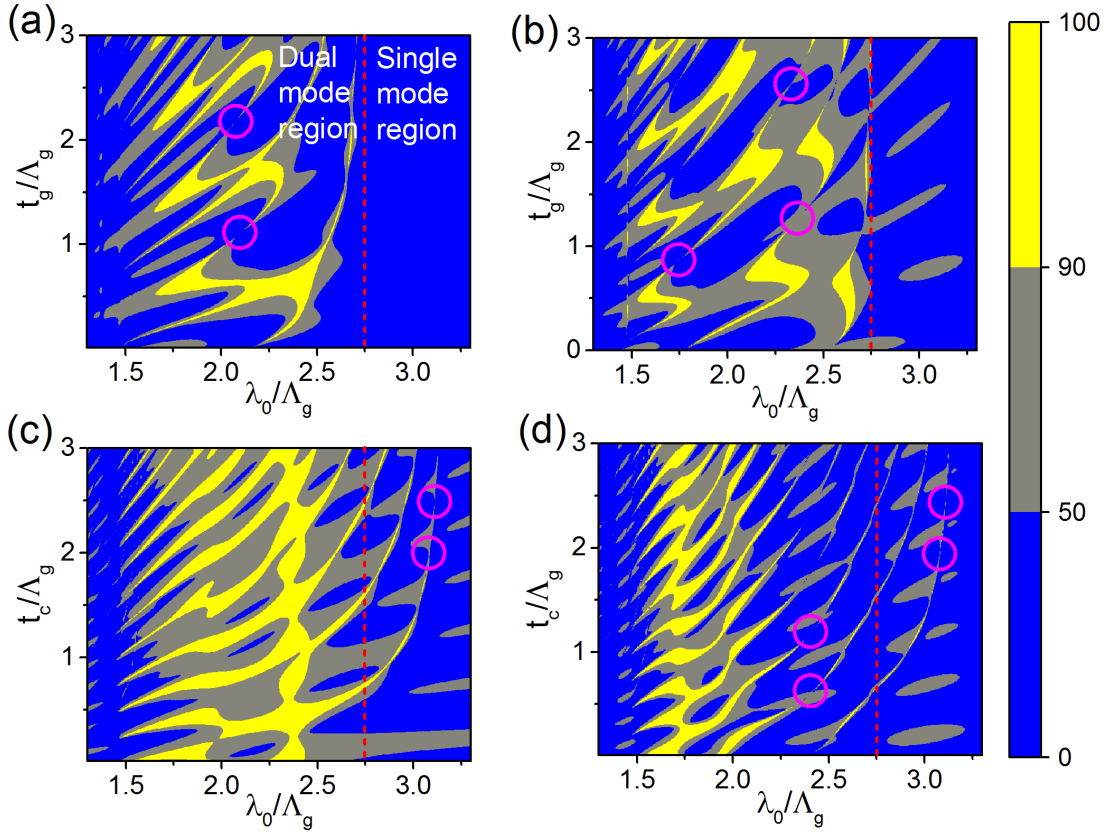 (a)
3
2
1
t_g/Λ_g
Dual
mode
region
Single
mode
region
1.5 2.0 2.5 3.0
λ_0/Λ_g
(b)
3
2
1
0
t_g/Λ_g
1.5 2.0 2.5 3.0
λ_0/Λ_g
(c)
3
2
1
t_c/Λ_g
1.5 2.0 2.5 3.0
λ_0/Λ_g
(d)
3
2
1
t_c/Λ_g
1.5 2.0 2.5 3.0
λ_0/Λ_g
100
90
50
0